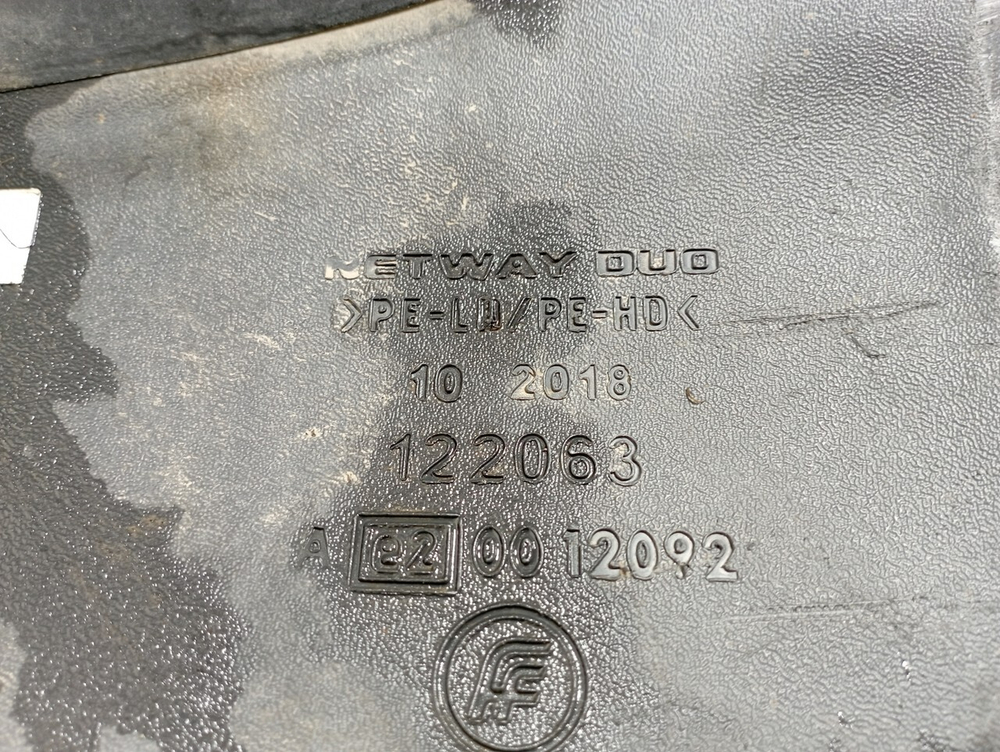 NETWAY DUO
>PE-LD/PE-HD<
10 2018
122063
A e2 00 12092